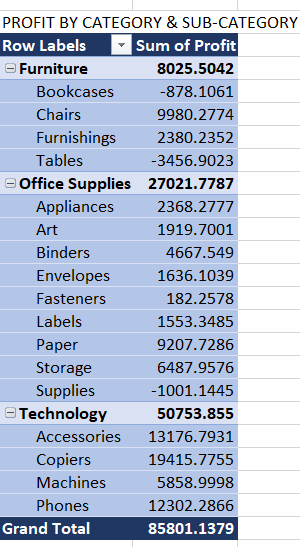 PROFIT BY CATEGORY & SUB-CATEGORY
Row Labels Sum of Profit
Furniture 8025.5042
Bookcases -878.1061
Chairs 9980.2774
Furnishings 2380.2352
Tables -3456.9023
Office Supplies 27021.7787
Appliances 2368.2777
Art 1919.7001
Binders 4667.549
Envelopes 1636.1039
Fasteners 182.2578
Labels 1553.3485
Paper 9207.7286
Storage 6487.9576
Supplies -1001.1445
Technology 50753.855
Accessories 13176.7931
Copiers 19415.7755
Machines 5858.9998
Phones 12302.2866
Grand Total 85801.1379